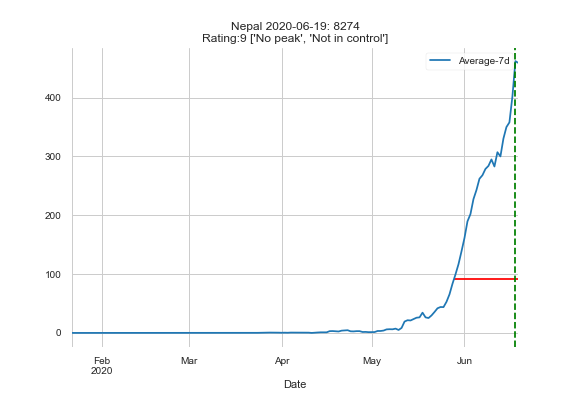 Nepal 2020-06-19: 8274
Rating:9 ['No peak', 'Not in control']
Average-7d
400
300
200
100
0
Feb Mar Apr May Jun
2020
Date